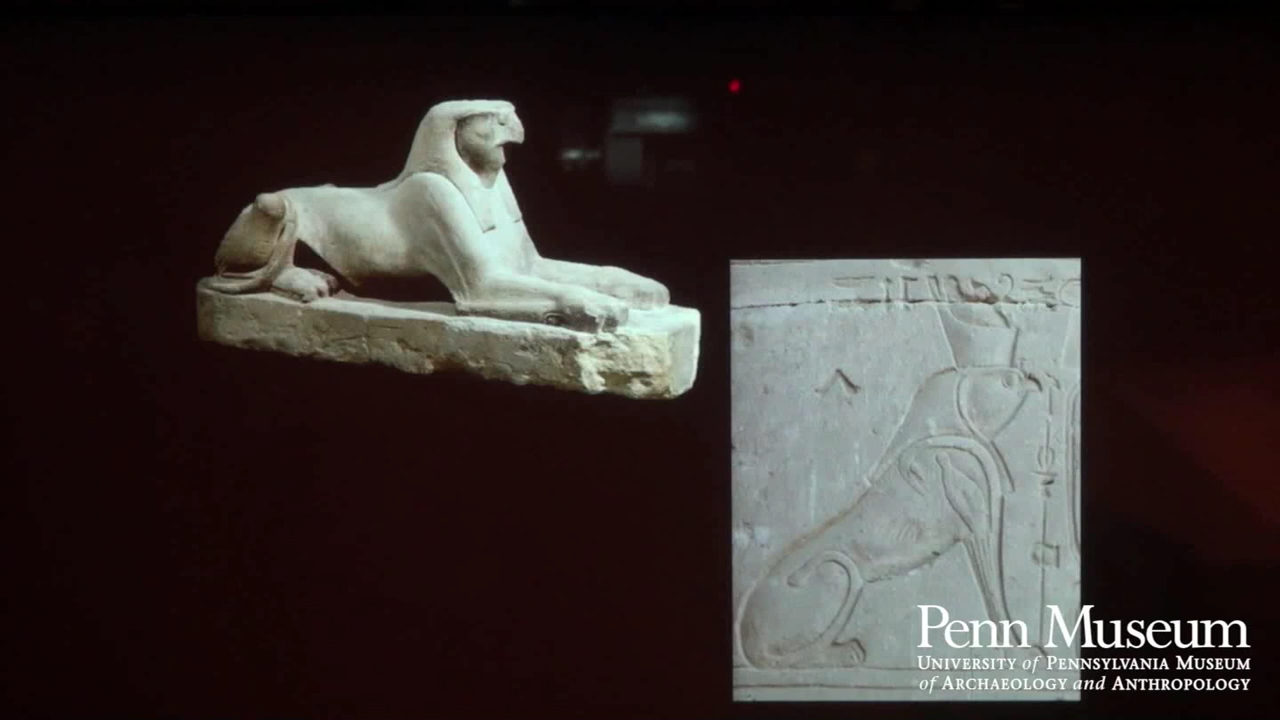 Penn Museum
University of Pennsylvania Museum
of Archaeology and Anthropology